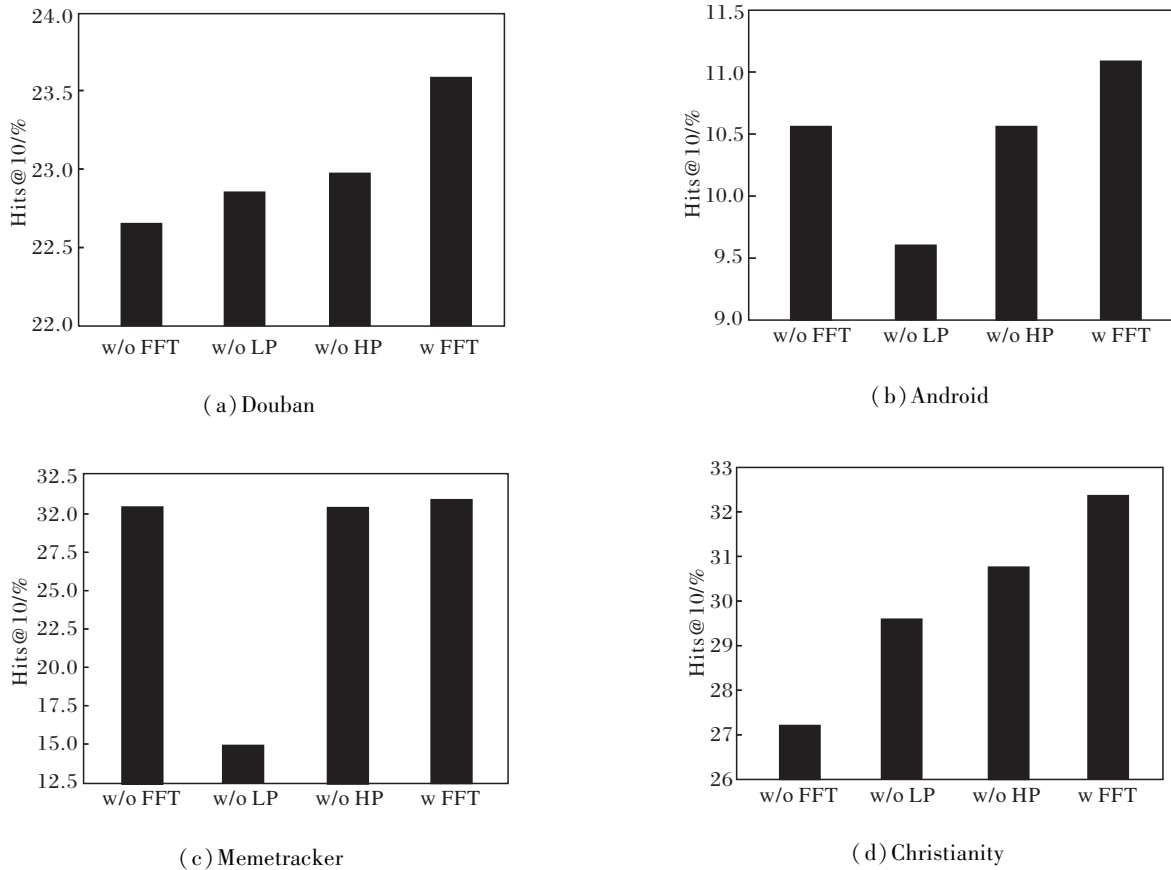 24.0
23.5
23.0
22.5
22.0
Hits@10/%
w/o FFT w/o LP w/o HP w FFT
(a)Douban
11.5
11.0
10.5
10.0
9.5
9.0
Hits@10/%
w/o FFT w/o LP w/o HP w FFT
(b)Android
32.5
32.0
27.5
25.0
22.5
20.0
17.5
15.0
12.5
Hits@10/%
w/o FFT w/o LP w/o HP w FFT
(c)Memetracker
33
32
31
30
29
28
27
26
Hits@10/%
w/o FFT w/o LP w/o HP w FFT
(d)Christianity